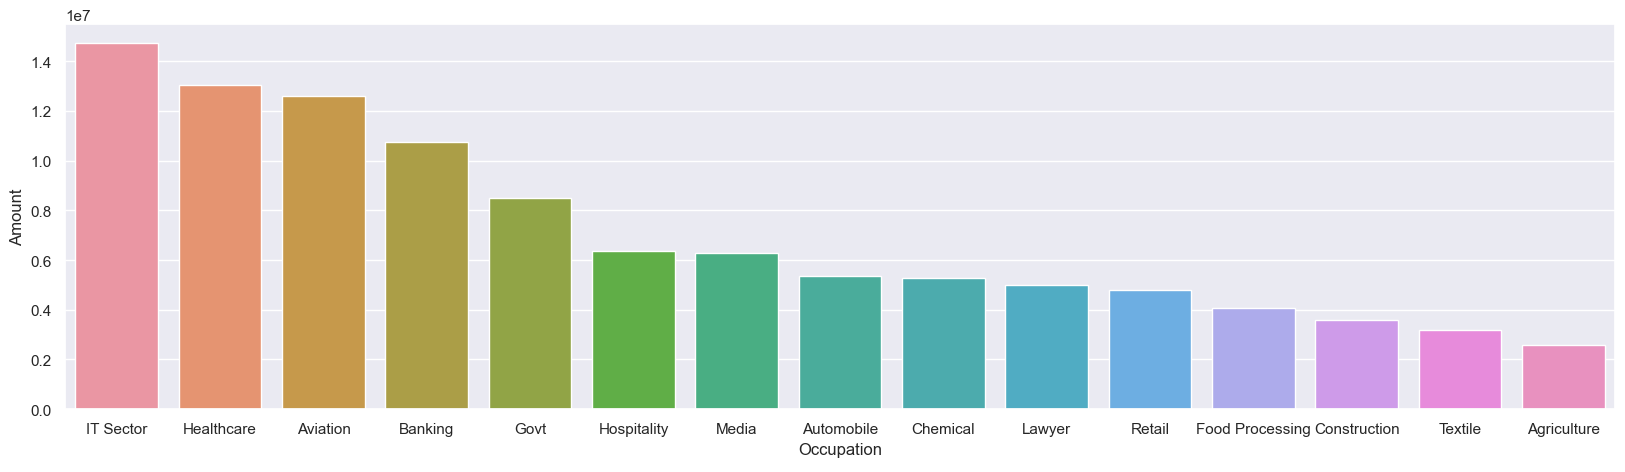 1e7
1.4
1.2
1.0
0.8
0.6
0.4
0.2
0.0
Amount
IT Sector Healthcare Aviation Banking Govt Hospitality Media Automobile Chemical Lawyer Retail Food Processing Construction Textile Agriculture
Occupation